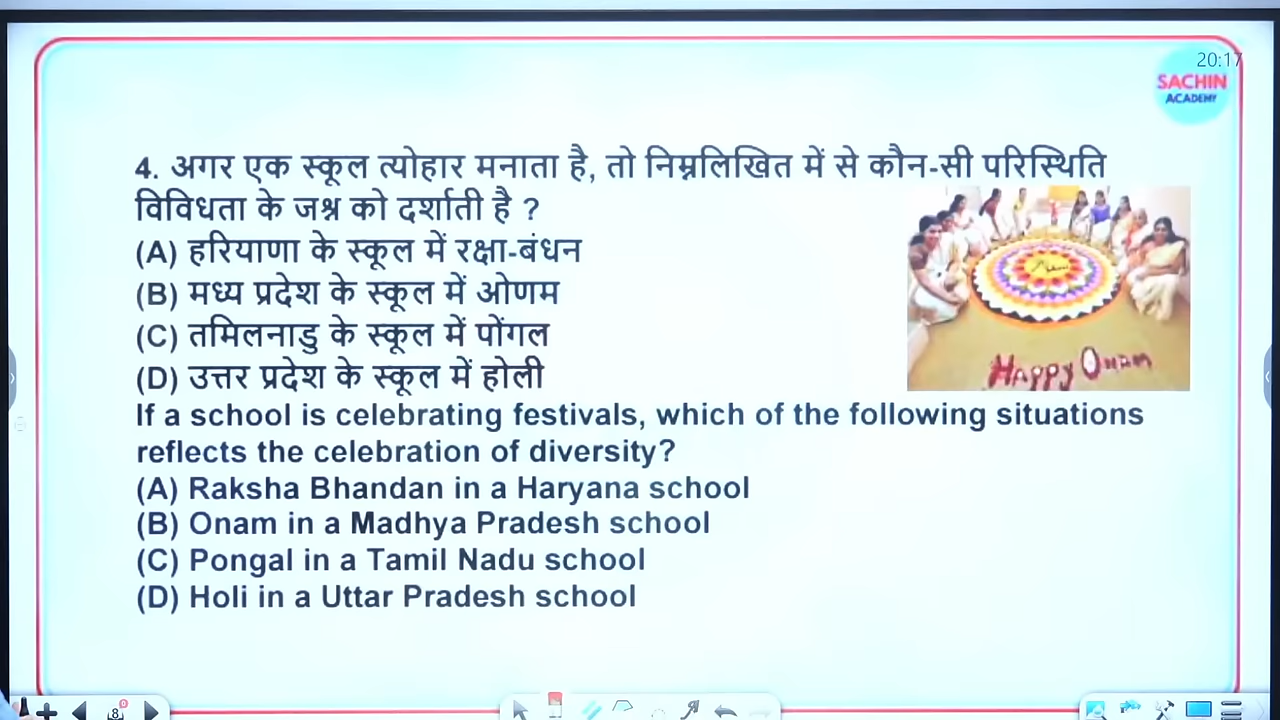 20:17
SACHIN
ACADEMY
4. अगर एक स्कूल त्योहार मनाता है, तो निम्नलिखित में से कौन-सी परिस्थिति
विविधता के जश्न को दर्शाती है ?
(A) हरियाणा के स्कूल में रक्षा-बंधन
(B) मध्य प्रदेश के स्कूल में ओणम
(C) तमिलनाडु के स्कूल में पोंगल
(D) उत्तर प्रदेश के स्कूल में होली
HAPPY ONAM
If a school is celebrating festivals, which of the following situations
reflects the celebration of diversity?
(A) Raksha Bhandan in a Haryana school
(B) Onam in a Madhya Pradesh school
(C) Pongal in a Tamil Nadu school
(D) Holi in a Uttar Pradesh school
8